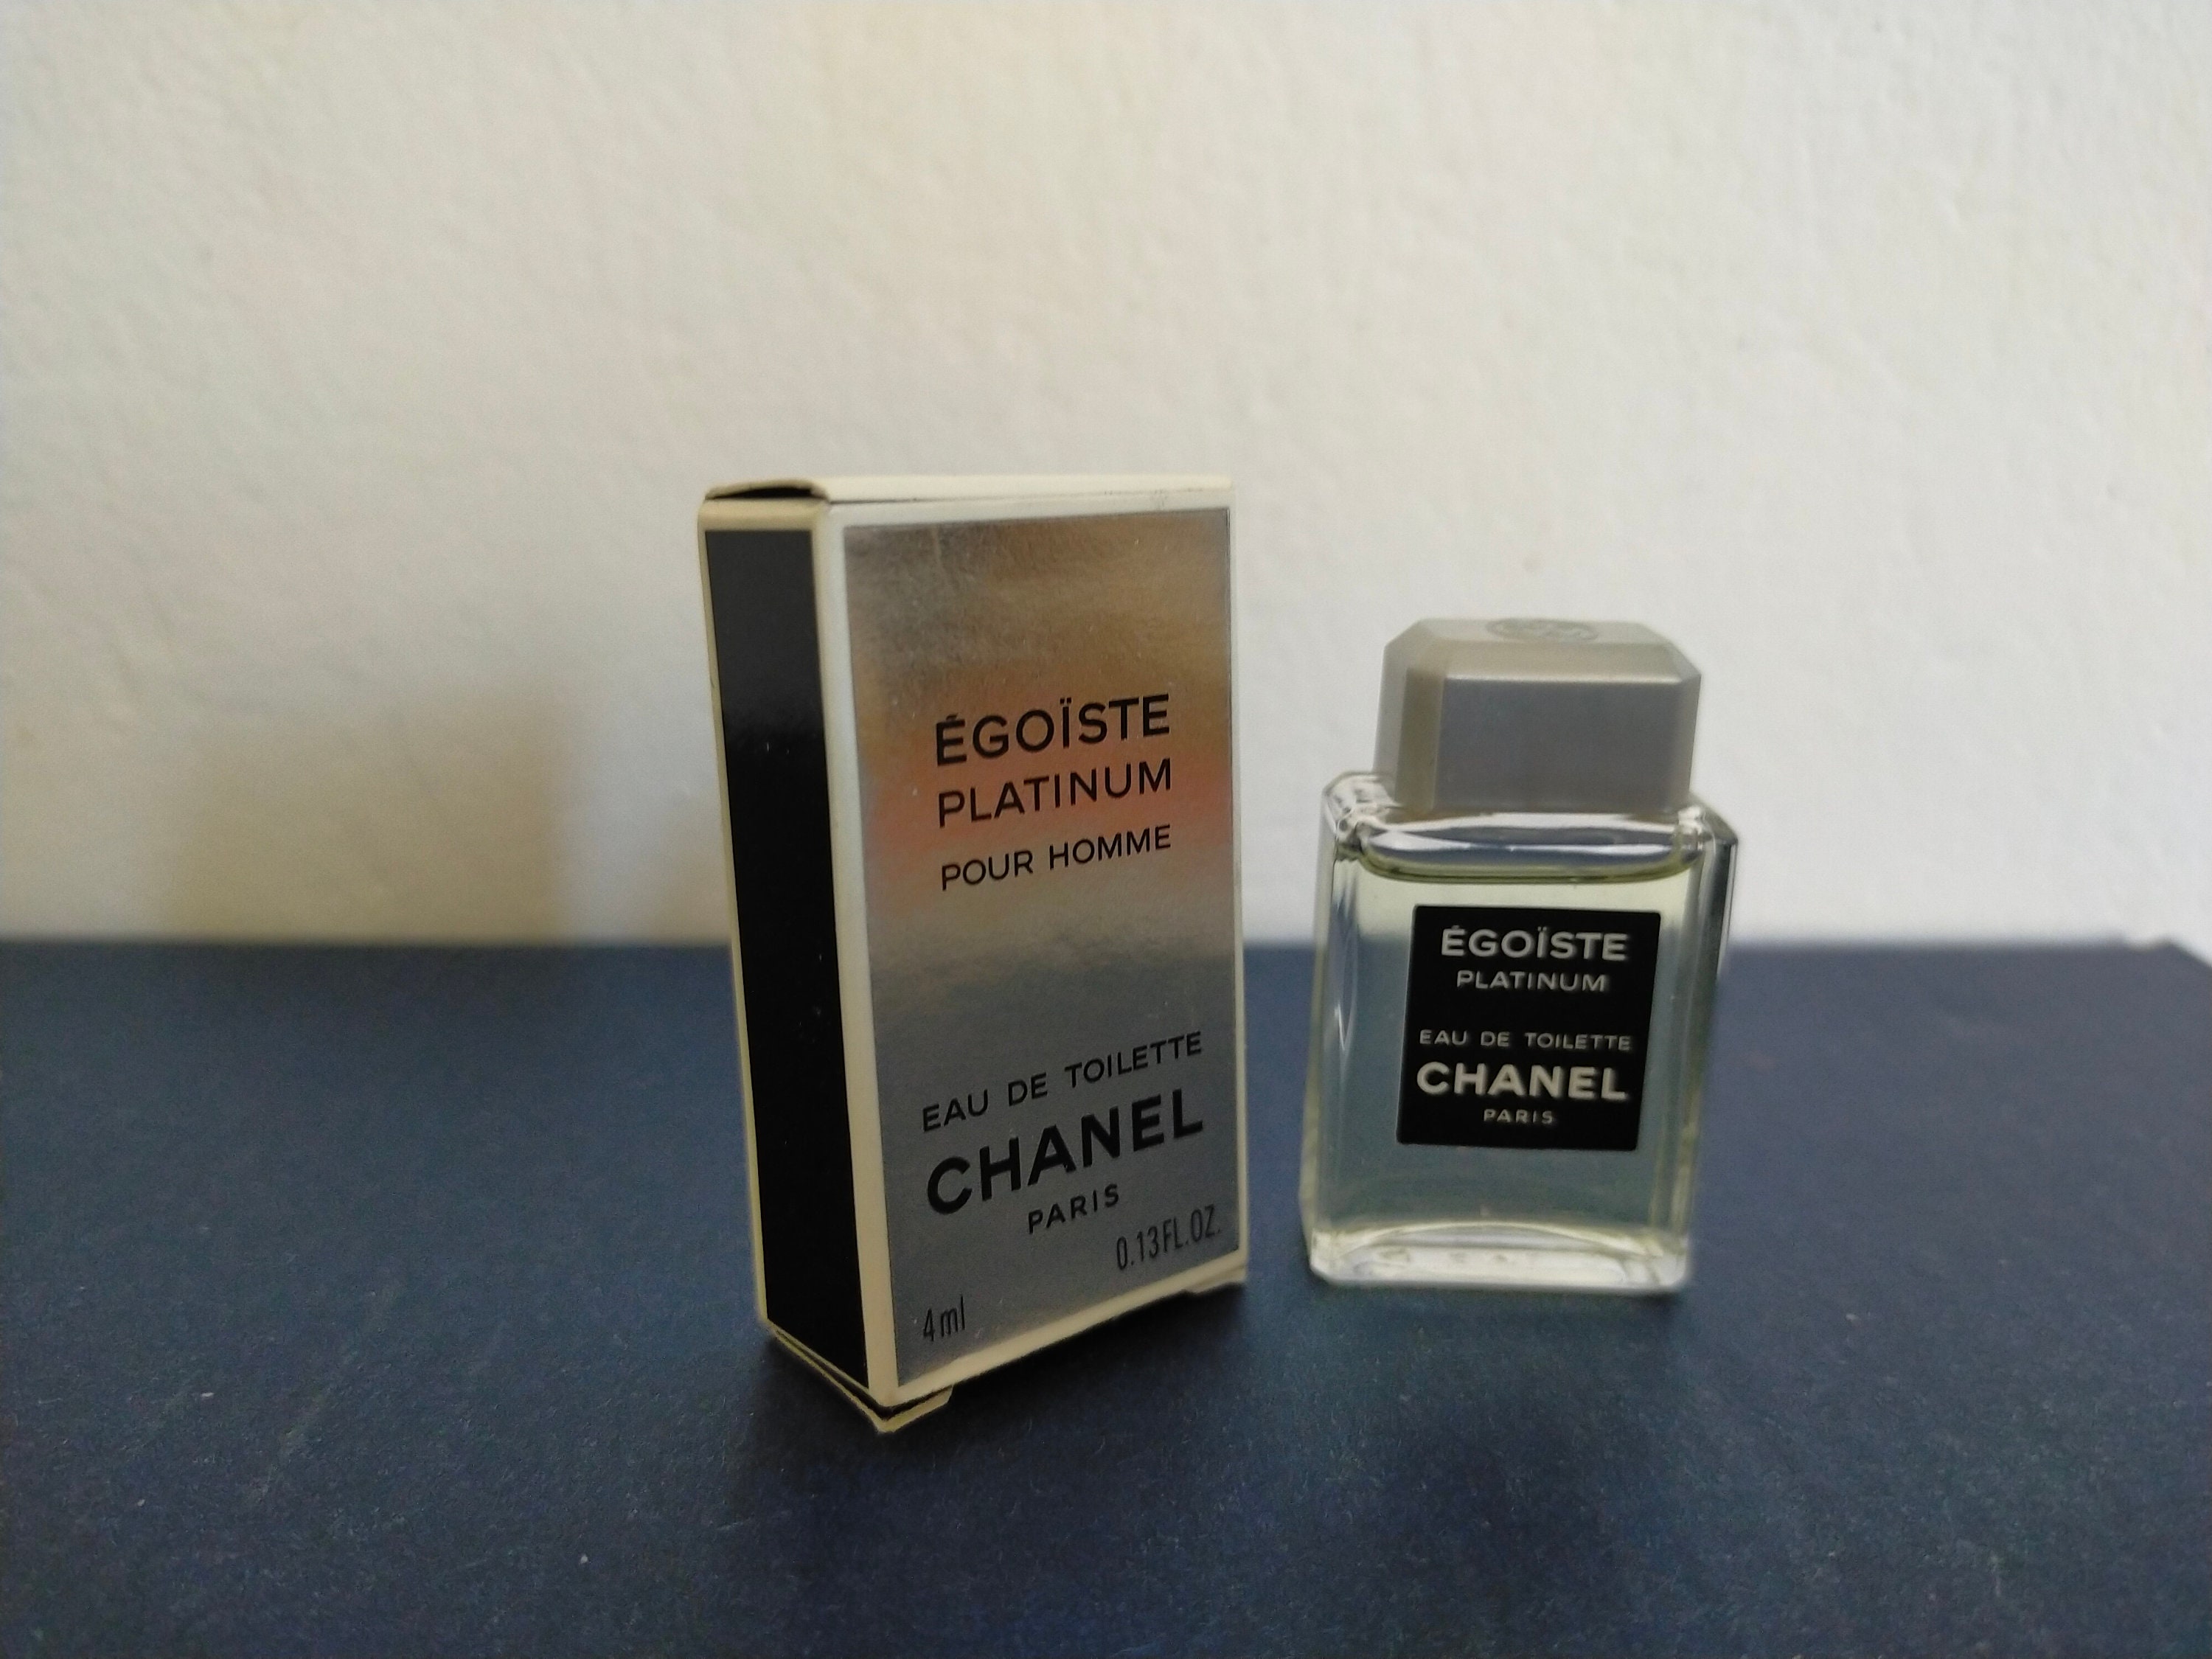 ÉGOÏSTE
PLATINUM
POUR HOMME
EAU DE TOILETTE
CHANEL
PARIS
0.13FL.OZ.
4ml
ÉGOÏSTE
PLATINUM
EAU DE TOILETTE
CHANEL
PARIS